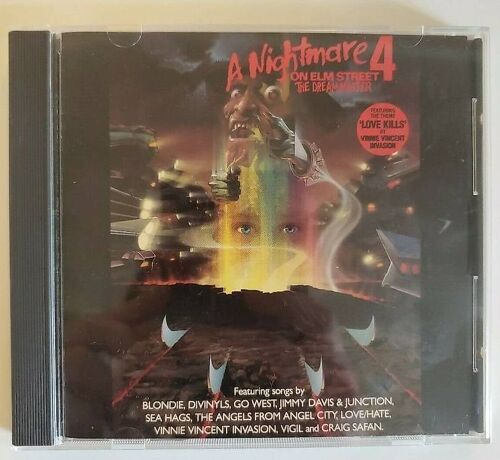 A Nightmare 4
ON ELM STREET
THE DREAM MASTER
FEATURING
THE THEME
'LOVE KILLS'
BY
VINNIE VINCENT
INVASION
Featuring songs by
BLONDIE, DIVINYLS, GO WEST, JIMMY DAVIS & JUNCTION,
SEA HAGS, THE ANGELS FROM ANGEL CITY, LOVE/HATE,
VINNIE VINCENT INVASION, VIGIL and CRAIG SAFAN.